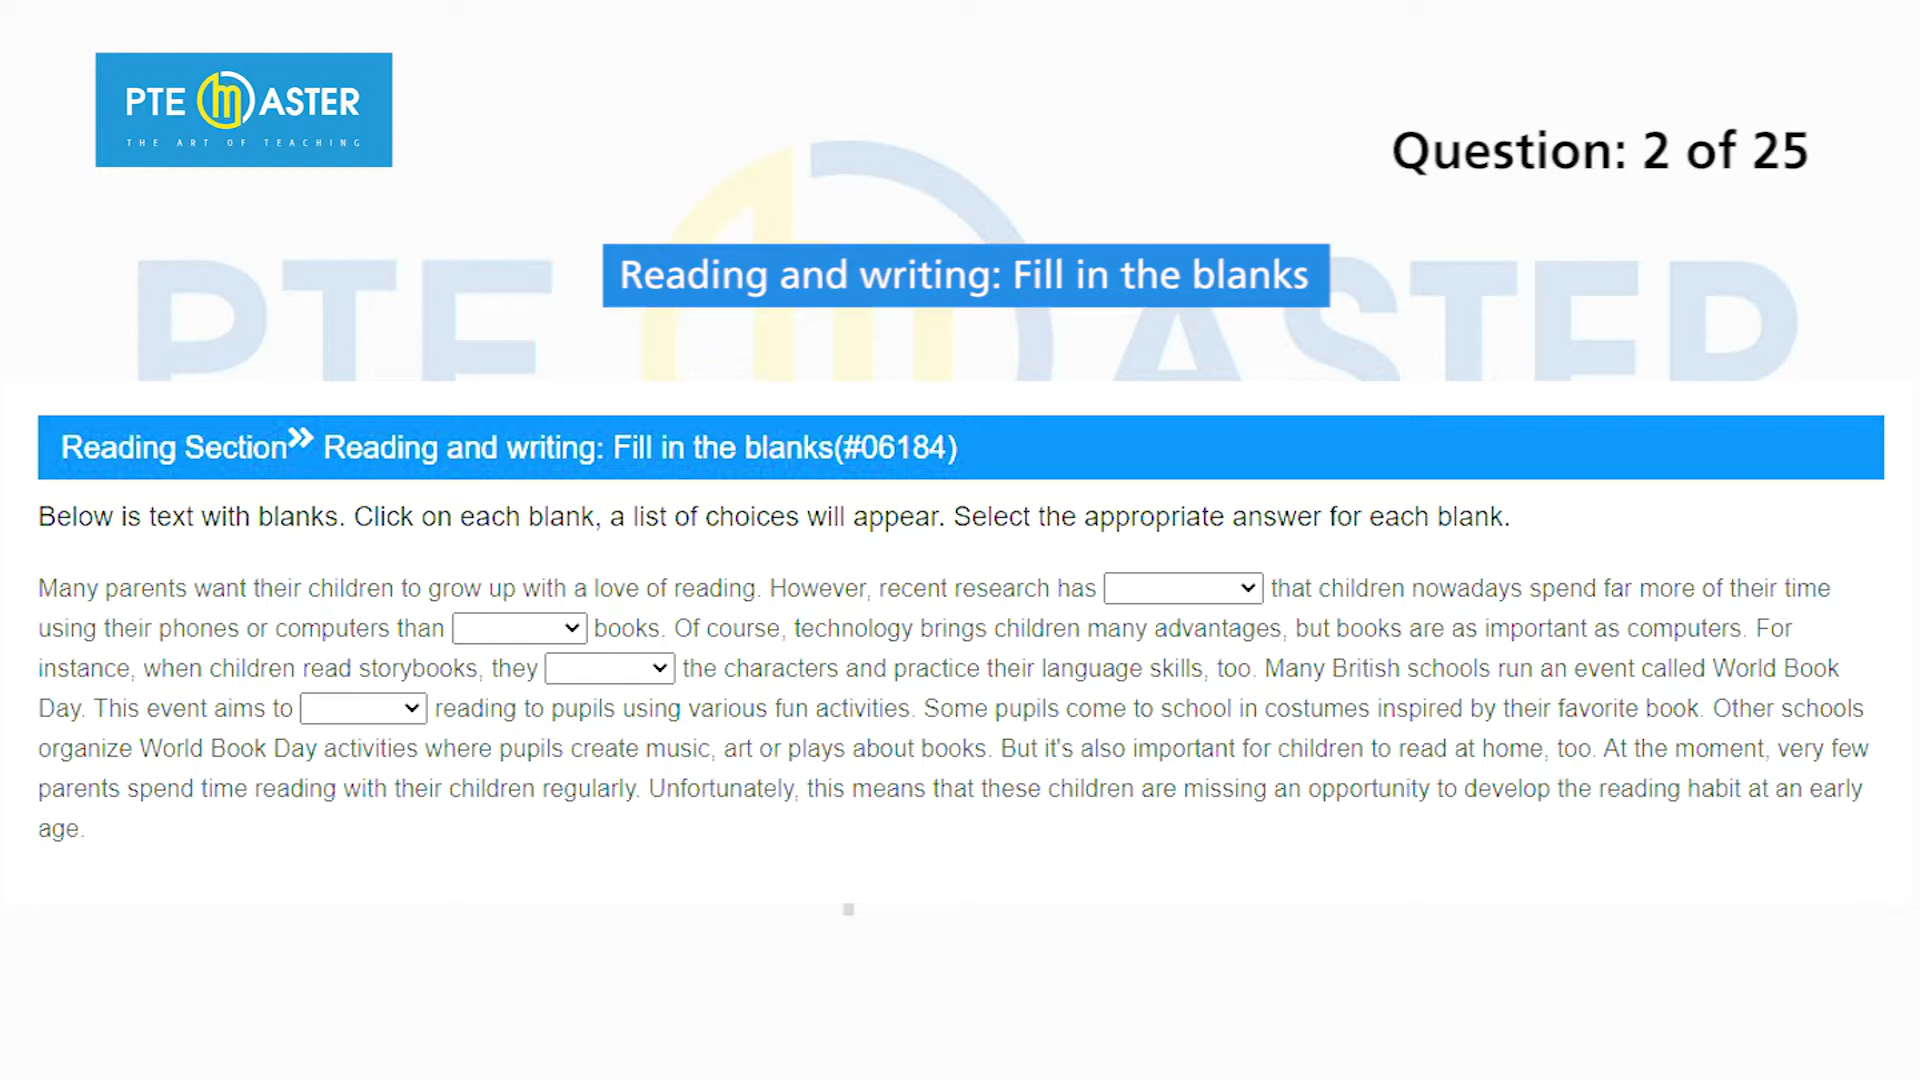 PTE MASTER
THE ART OF TEACHING
Question: 2 of 25
PTE MASTER
Reading and writing: Fill in the blanks
Reading Section» Reading and writing: Fill in the blanks(#06184)
Below is text with blanks. Click on each blank, a list of choices will appear. Select the appropriate answer for each blank.
Many parents want their children to grow up with a love of reading. However, recent research has that children nowadays spend far more of their time
using their phones or computers than books. Of course, technology brings children many advantages, but books are as important as computers. For
instance, when children read storybooks, they the characters and practice their language skills, too. Many British schools run an event called World Book
Day. This event aims to reading to pupils using various fun activities. Some pupils come to school in costumes inspired by their favorite book. Other schools
organize World Book Day activities where pupils create music, art or plays about books. But it's also important for children to read at home, too. At the moment, very few
parents spend time reading with their children regularly. Unfortunately, this means that these children are missing an opportunity to develop the reading habit at an early
age.